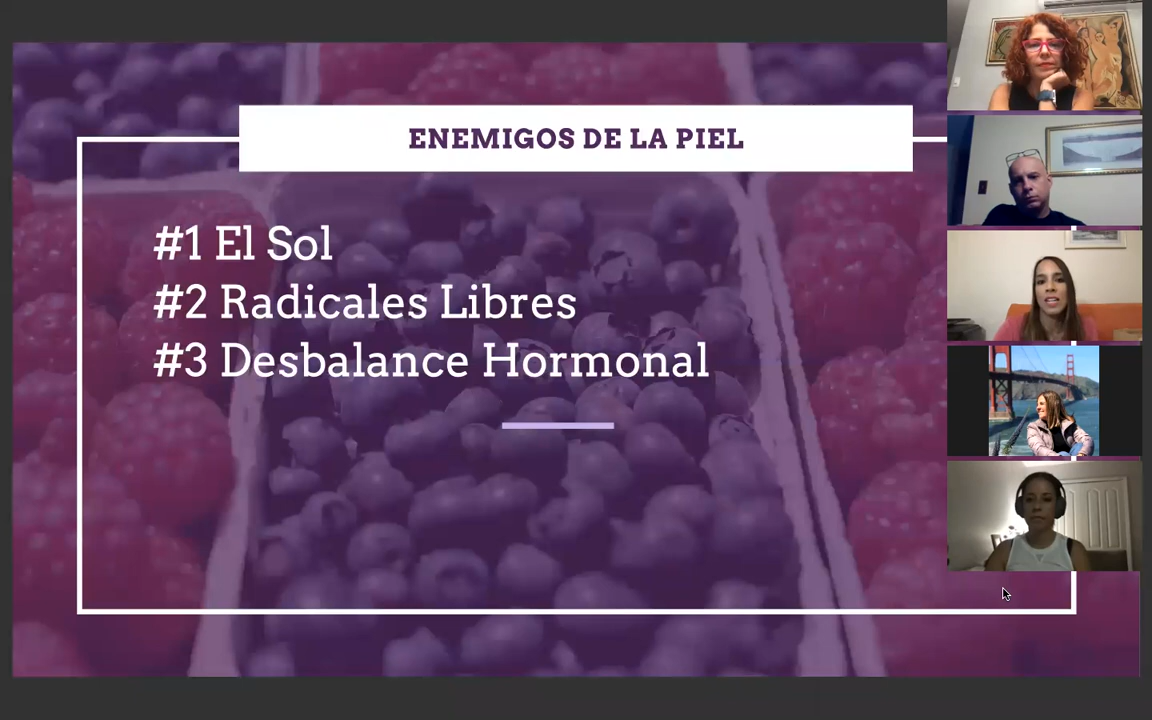 ENEMIGOS DE LA PIEL
#1 El Sol
#2 Radicales Libres
#3 Desbalance Hormonal